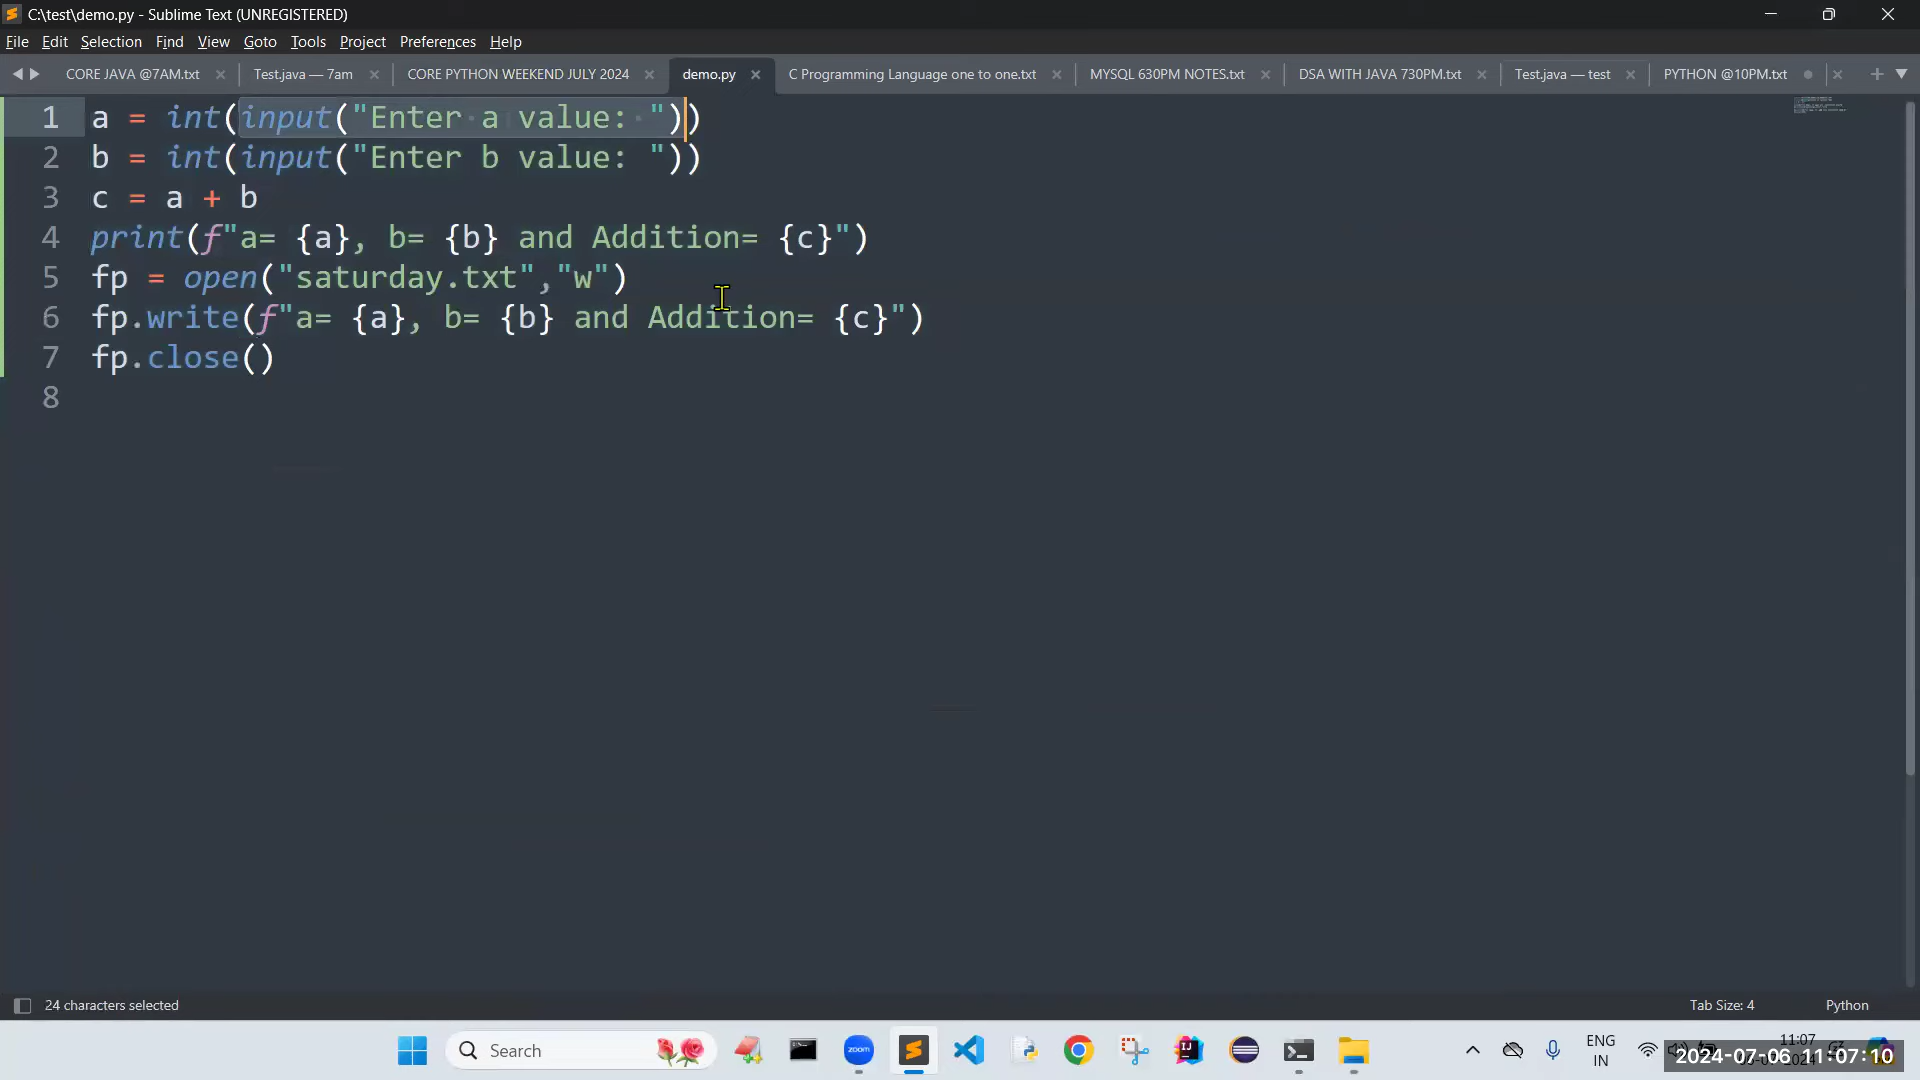 C:\test\demo.py - Sublime Text (UNREGISTERED)
File Edit Selection Find View Goto Tools Project Preferences Help
CORE JAVA @7AM.txt Test.java — 7am CORE PYTHON WEEKEND JULY 2024 demo.py C Programming Language one to one.txt MYSQL 630PM NOTES.txt DSA WITH JAVA 730PM.txt Test.java — test PYTHON @10PM.txt
1 a = int(input("Enter a value: "))
2 b = int(input("Enter b value: "))
3 c = a + b
4 print(f"a= {a}, b= {b} and Addition= {c}")
5 fp = open("saturday.txt","w")
6 fp.write(f"a= {a}, b= {b} and Addition= {c}")
7 fp.close()
8
24 characters selected Tab Size: 4 Python
Search zoom ENG 11:07
IN 2024-07-06 11:07:10